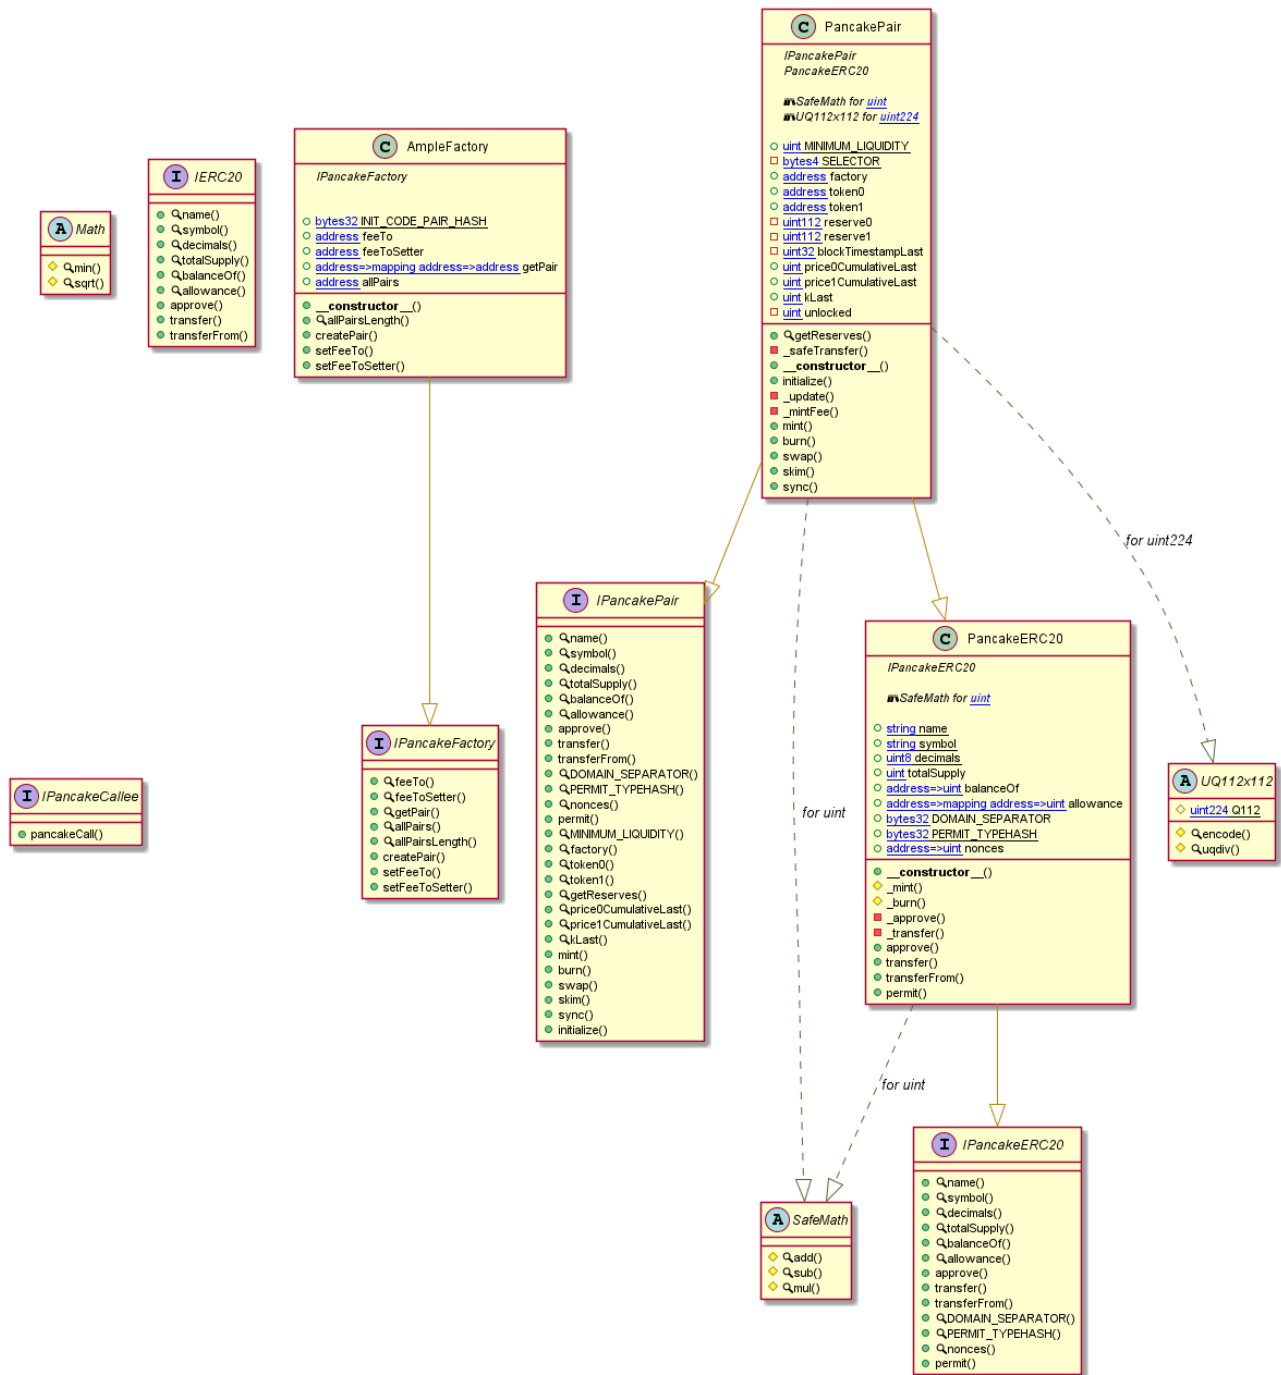 C PancakePair
IPancakePair
PancakeERC20
SafeMath for uint
UQ112x112 for uint224
uint MINIMUM_LIQUIDITY
bytes4 SELECTOR
address factory
address token0
address token1
uint112 reserve0
uint112 reserve1
uint32 blockTimestampLast
uint price0CumulativeLast
uint price1CumulativeLast
uint kLast
uint unlocked
getReserves()
_safeTransfer()
__constructor__()
initialize()
_update()
_mintFee()
mint()
burn()
swap()
skim()
sync()
C AmpleFactory
IPancakeFactory
bytes32 INIT_CODE_PAIR_HASH
address feeTo
address feeToSetter
address=>mapping address=>address getPair
address allPairs
__constructor__()
allPairsLength()
createPair()
setFeeTo()
setFeeToSetter()
I IERC20
name()
symbol()
decimals()
totalSupply()
balanceOf()
allowance()
approve()
transfer()
transferFrom()
A Math
min()
sqrt()
for uint224
I IPancakePair
name()
symbol()
decimals()
totalSupply()
balanceOf()
allowance()
approve()
transfer()
transferFrom()
DOMAIN_SEPARATOR()
PERMIT_TYPEHASH()
nonces()
permit()
MINIMUM_LIQUIDITY()
factory()
token0()
token1()
getReserves()
price0CumulativeLast()
price1CumulativeLast()
kLast()
mint()
burn()
swap()
skim()
sync()
initialize()
C PancakeERC20
IPancakeERC20
SafeMath for uint
string name
string symbol
uint8 decimals
uint totalSupply
address=>uint balanceOf
address=>mapping address=>uint allowance
bytes32 DOMAIN_SEPARATOR
bytes32 PERMIT_TYPEHASH
address=>uint nonces
__constructor__()
_mint()
_burn()
_approve()
_transfer()
approve()
transfer()
transferFrom()
permit()
I IPancakeFactory
feeTo()
feeToSetter()
getPair()
allPairs()
allPairsLength()
createPair()
setFeeTo()
setFeeToSetter()
A UQ112x112
uint224 Q112
encode()
uqdiv()
I IPancakeCallee
pancakeCall()
for uint
for uint
I IPancakeERC20
name()
symbol()
decimals()
totalSupply()
balanceOf()
allowance()
approve()
transfer()
transferFrom()
DOMAIN_SEPARATOR()
PERMIT_TYPEHASH()
nonces()
permit()
A SafeMath
add()
sub()
mul()